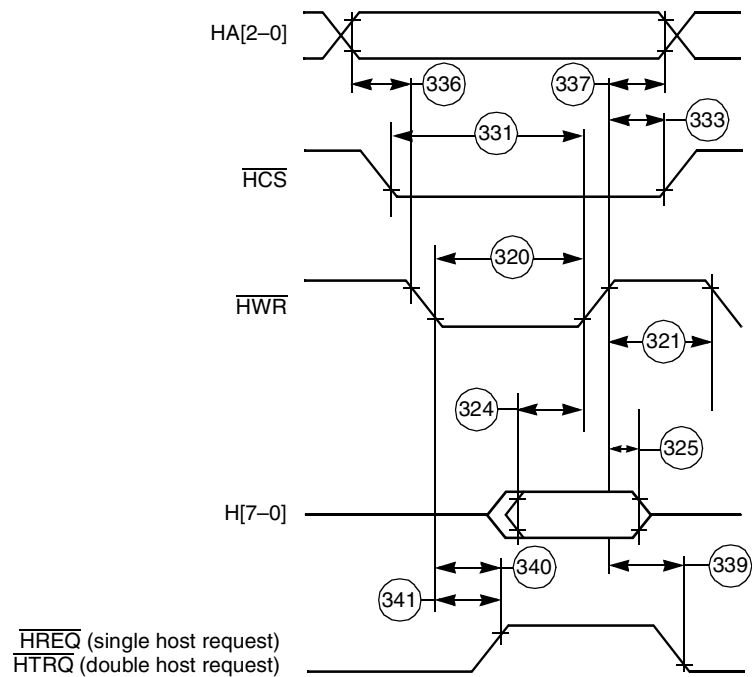 HA[2–0]
336
337
333
331
HCS
320
HWR
321
324
325
H[7–0]
340
339
341
HREQ (single host request)
HTRQ (double host request)